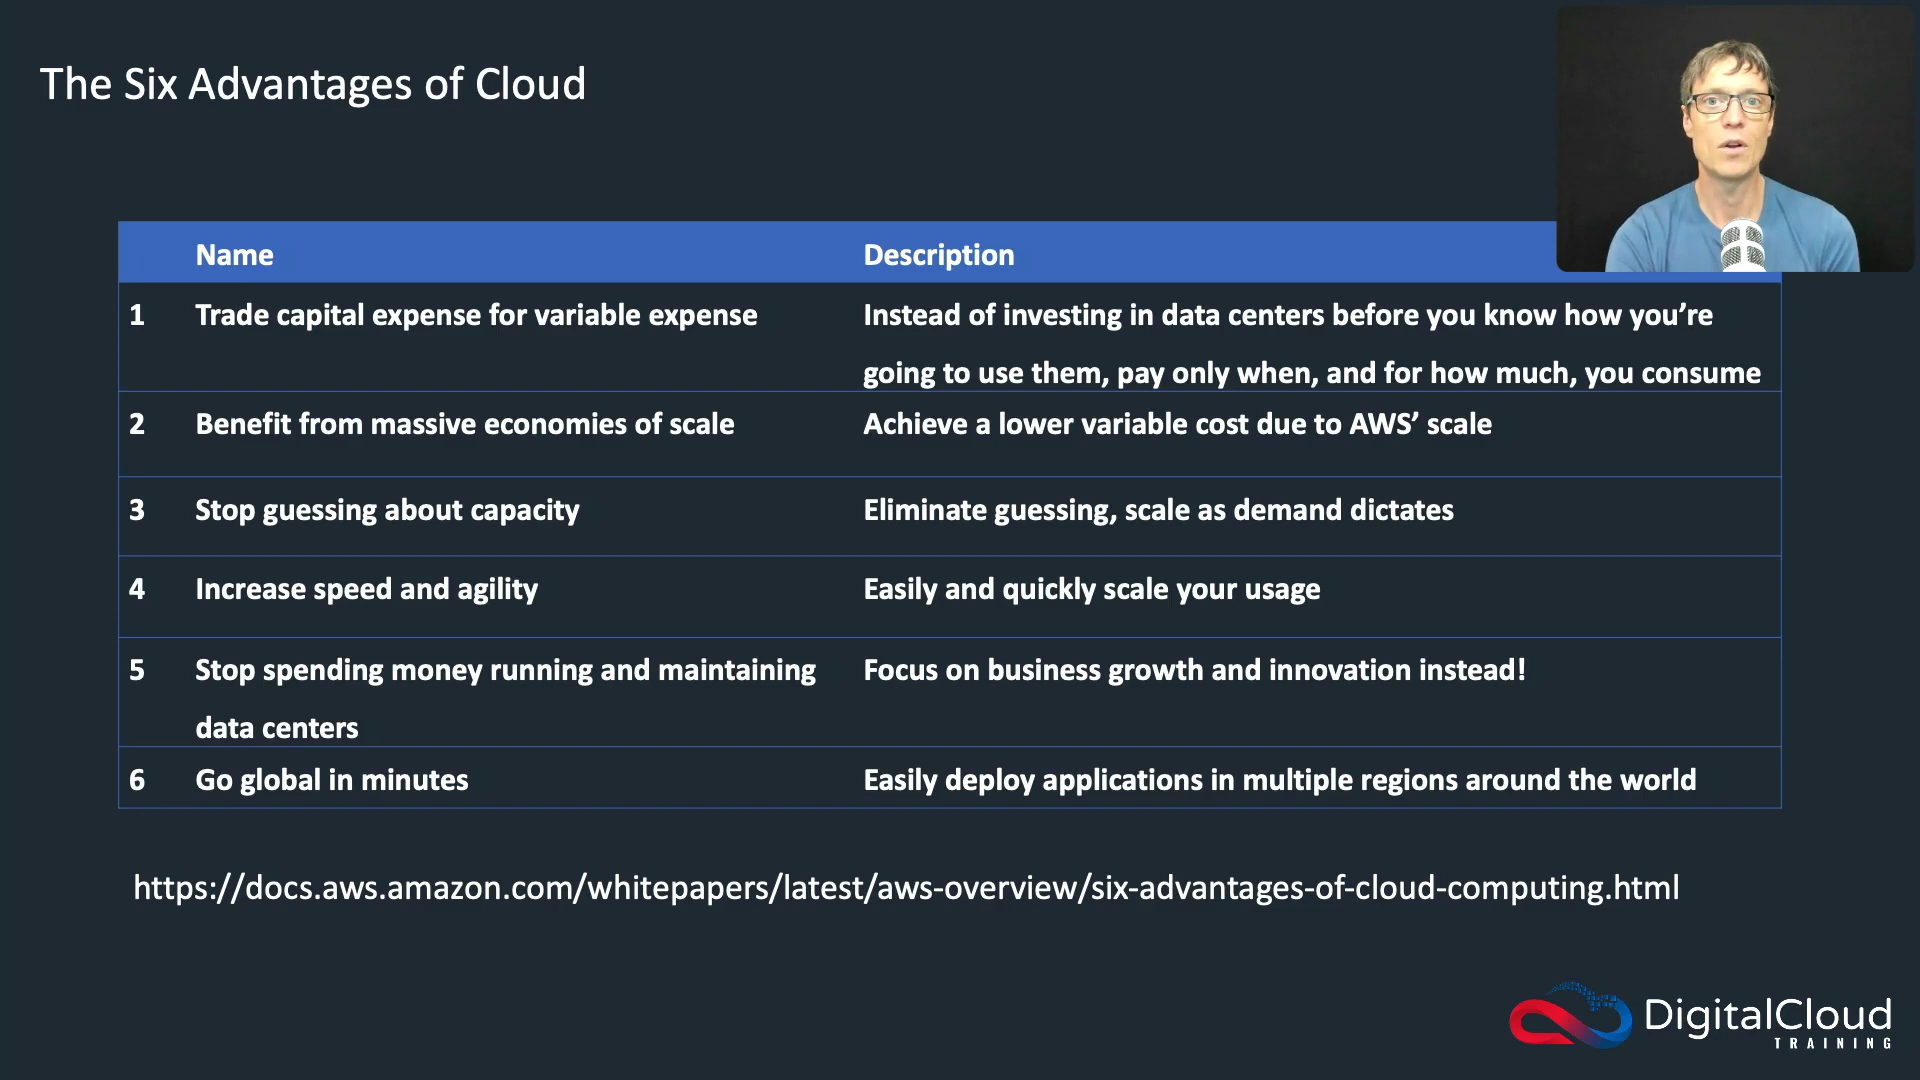 The Six Advantages of Cloud
Name Description
1 Trade capital expense for variable expense Instead of investing in data centers before you know how you’re
going to use them, pay only when, and for how much, you consume
2 Benefit from massive economies of scale Achieve a lower variable cost due to AWS’ scale
3 Stop guessing about capacity Eliminate guessing, scale as demand dictates
4 Increase speed and agility Easily and quickly scale your usage
5 Stop spending money running and maintaining Focus on business growth and innovation instead!
data centers
6 Go global in minutes Easily deploy applications in multiple regions around the world
https://docs.aws.amazon.com/whitepapers/latest/aws-overview/six-advantages-of-cloud-computing.html
DigitalCloud
TRAINING